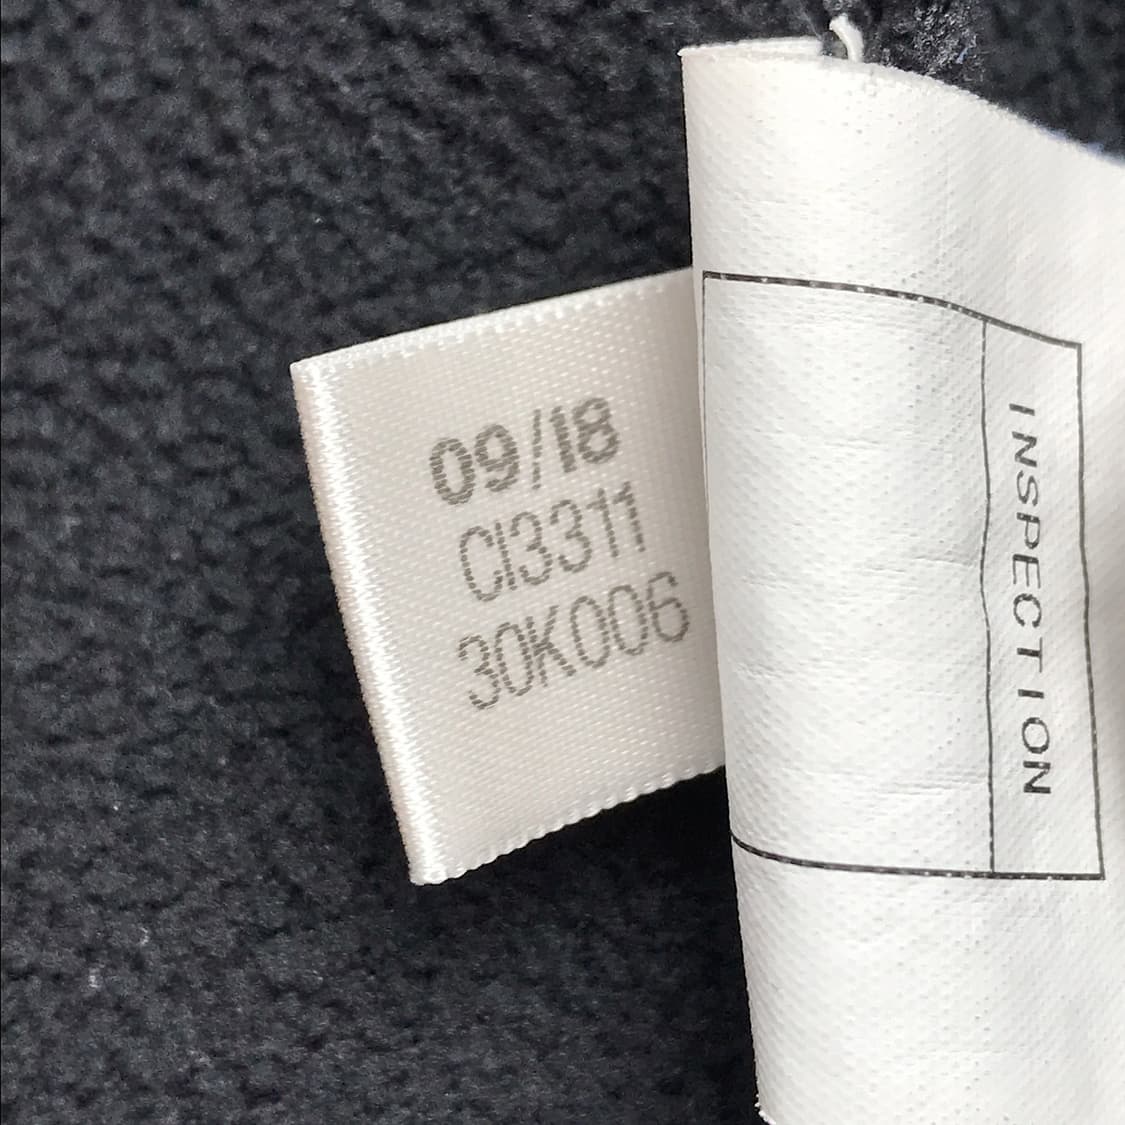 09/18
CI3311
30K006
INSPECTION